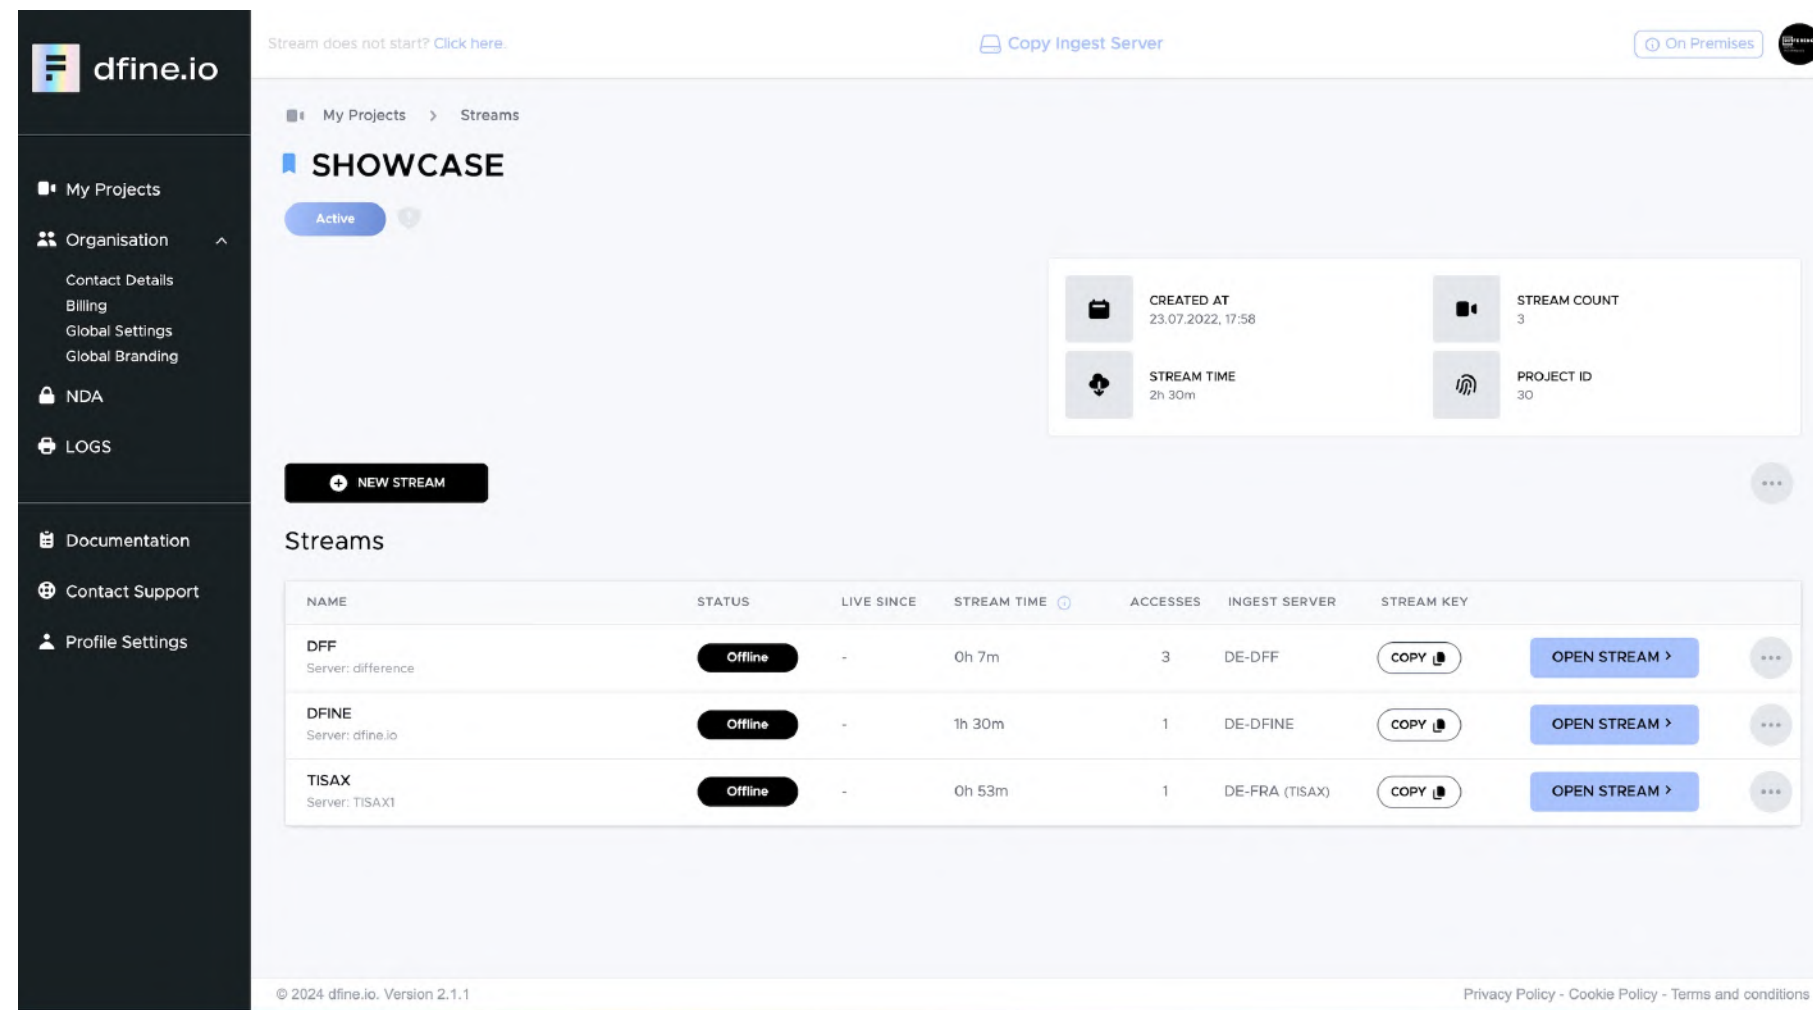 dfine.io
My Projects
Organisation
Contact Details
Billing
Global Settings
Global Branding
NDA
LOGS
Documentation
Contact Support
Profile Settings
Stream does not start? Click here.
Copy Ingest Server
On Premises
My Projects > Streams
SHOWCASE
Active
CREATED AT
23.07.2022, 17:58
STREAM COUNT
3
STREAM TIME
2h 30m
PROJECT ID
30
NEW STREAM
Streams
NAME STATUS LIVE SINCE STREAM TIME ACCESSES INGEST SERVER STREAM KEY
DFF
Server: difference
Offline - 0h 7m 3 DE-DFF COPY OPEN STREAM >
DFINE
Server: dfine.io
Offline - 1h 30m 1 DE-DFINE COPY OPEN STREAM >
TISAX
Server: TISAX1
Offline - 0h 53m 1 DE-FRA (TISAX) COPY OPEN STREAM >
© 2024 dfine.io. Version 2.1.1
Privacy Policy - Cookie Policy - Terms and conditions